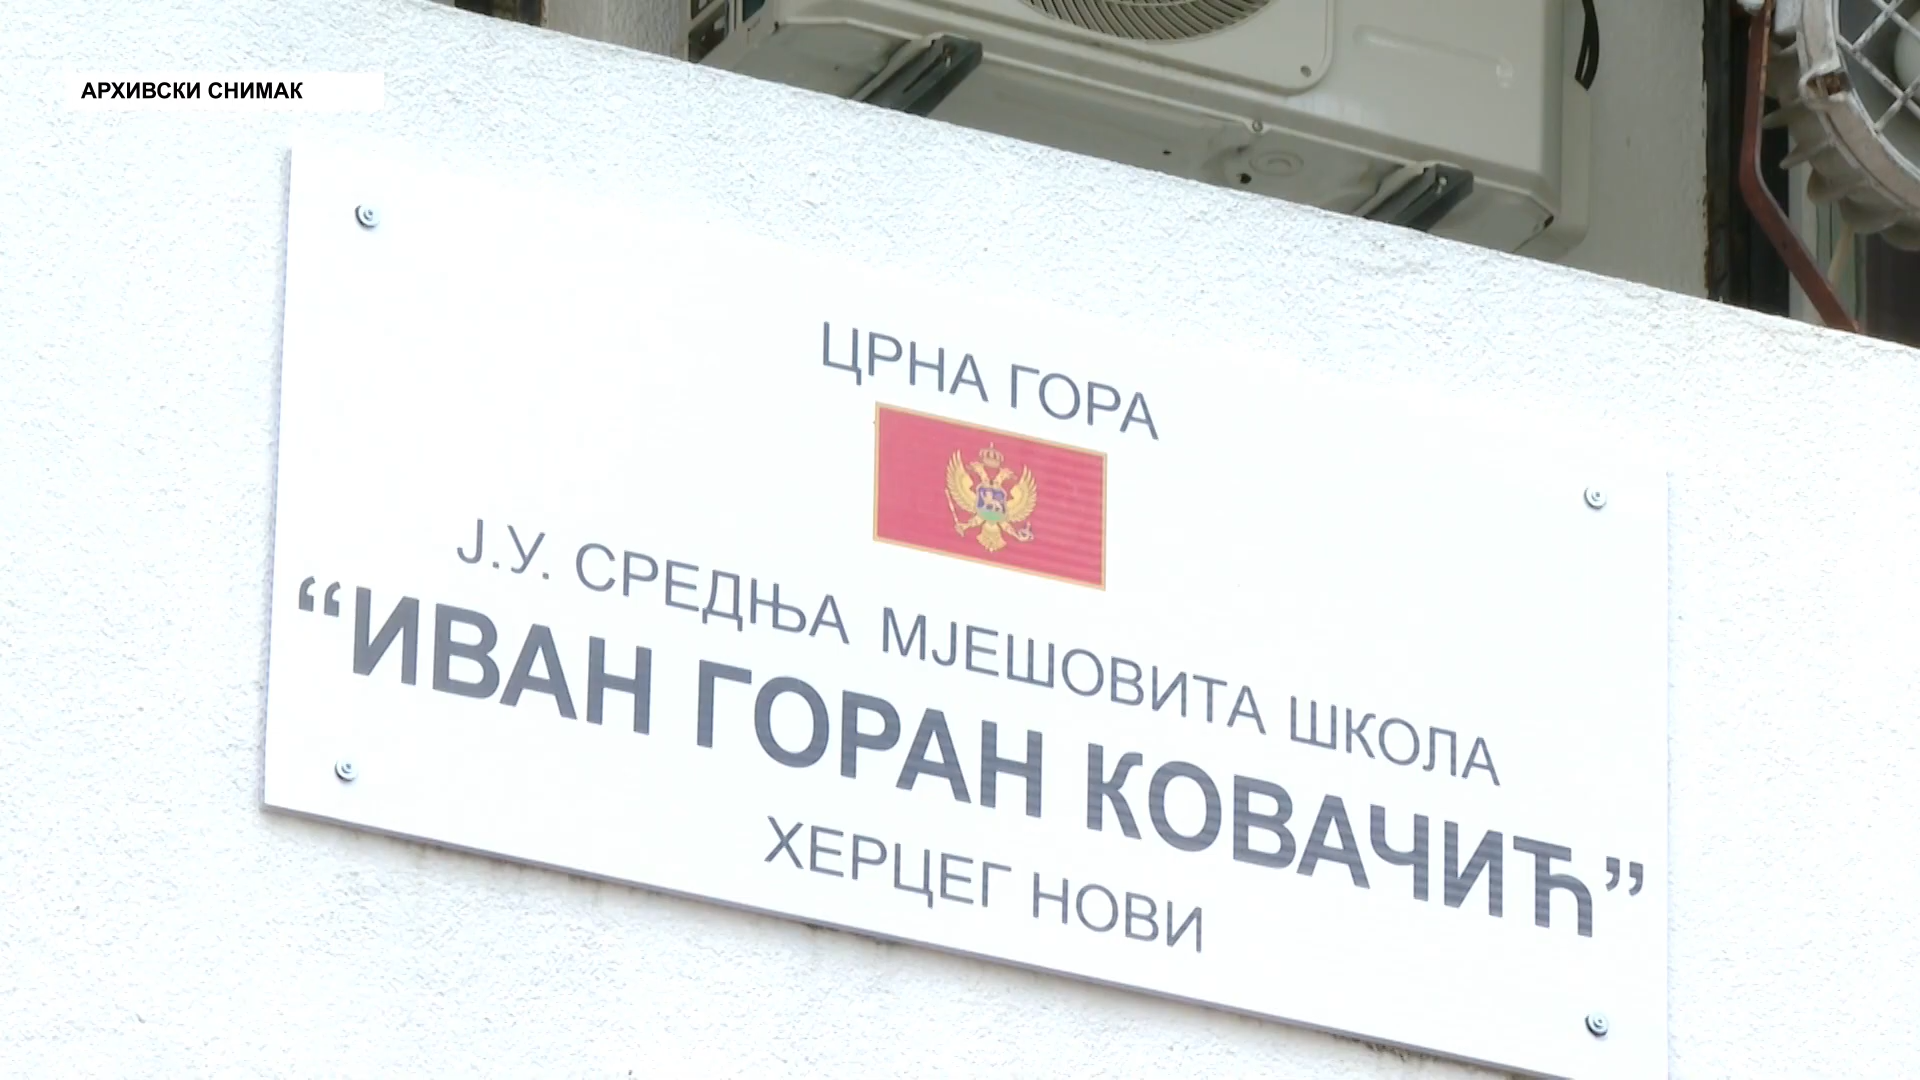 АРХИВСКИ СНИМАК
ЦРНА ГОРА
Ј.У. СРЕДЊА МЈЕШОВИТА ШКОЛА
“ИВАН ГОРАН КОВАЧИЋ”
ХЕРЦЕГ НОВИ